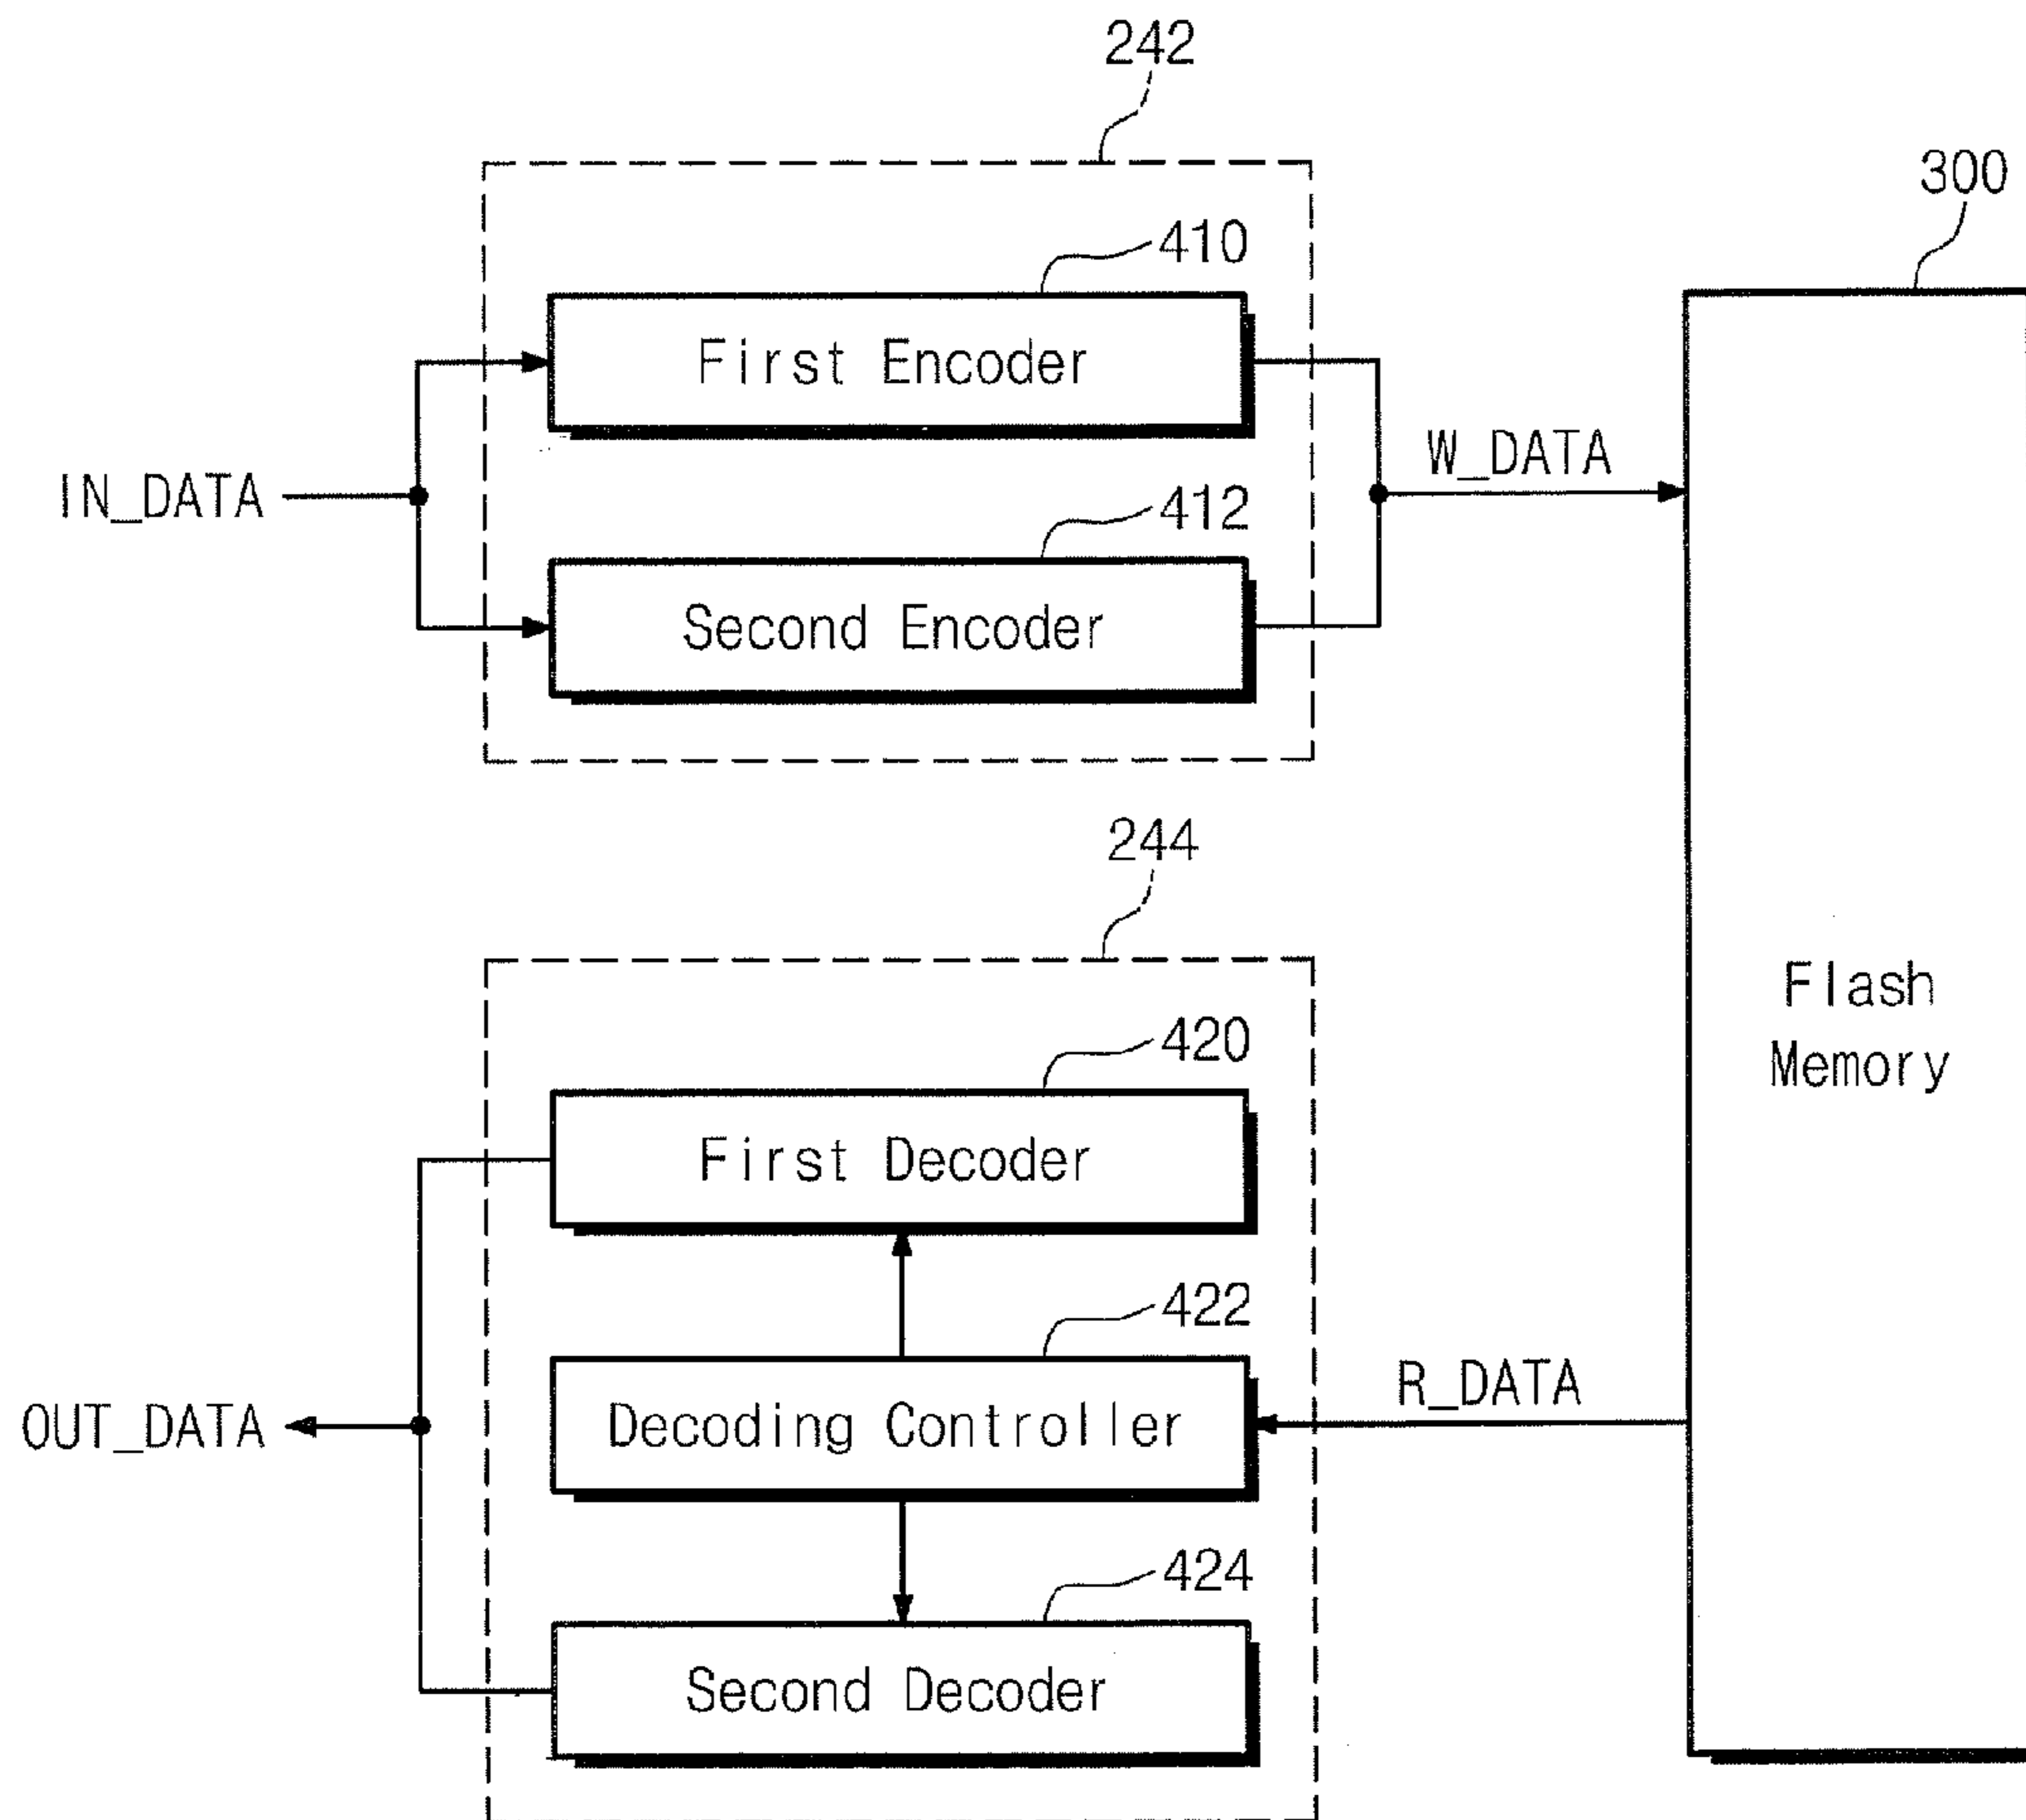 242
300
410
First Encoder
W_DATA
IN_DATA
412
Second Encoder
244
Flash
Memory
420
First Decoder
422
R_DATA
Decoding Controller
OUT_DATA
424
Second Decoder